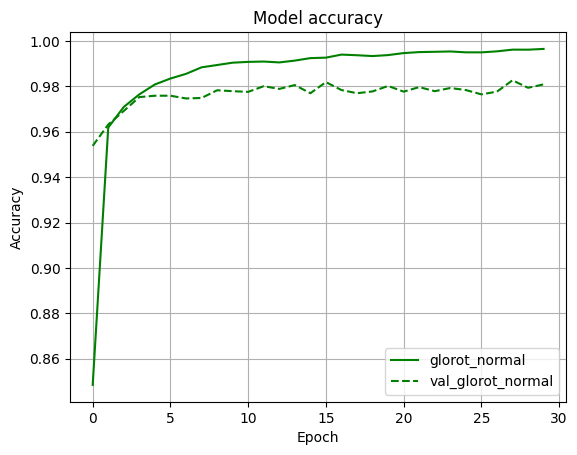 Model accuracy
1.00
0.98
0.96
0.94
0.92
0.90
0.88
0.86
Accuracy
glorot_normal
val_glorot_normal
0 5 10 15 20 25 30
Epoch